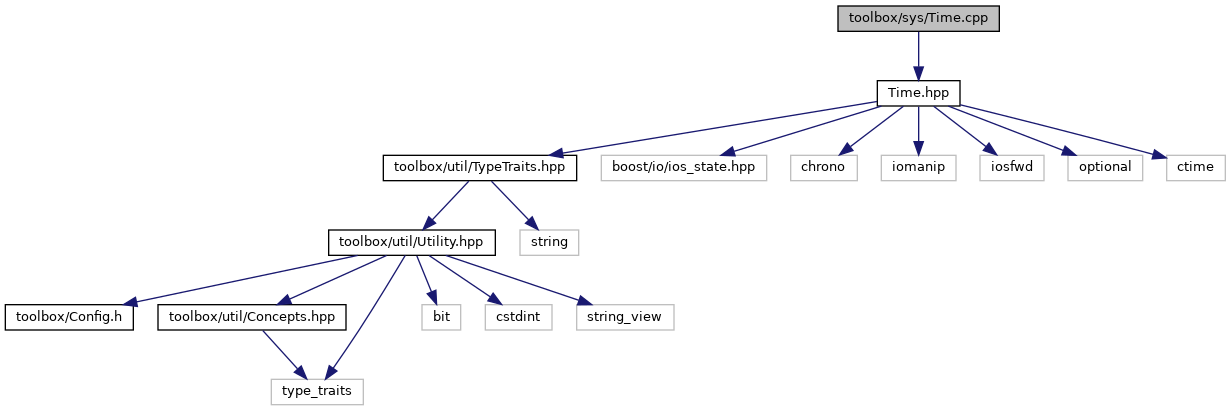 toolbox/sys/Time.cpp
Time.hpp
toolbox/util/TypeTraits.hpp
boost/io/ios_state.hpp
chrono
iomanip
iosfwd
optional
ctime
toolbox/util/Utility.hpp
string
toolbox/Config.h
toolbox/util/Concepts.hpp
bit
cstdint
string_view
type_traits